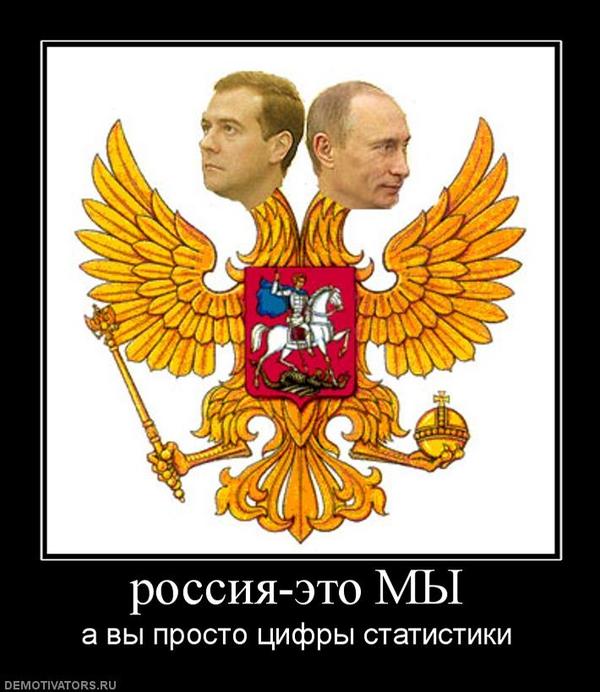 россия-это МЫ
а вы просто цифры статистики
DEMOTIVATORS.RU